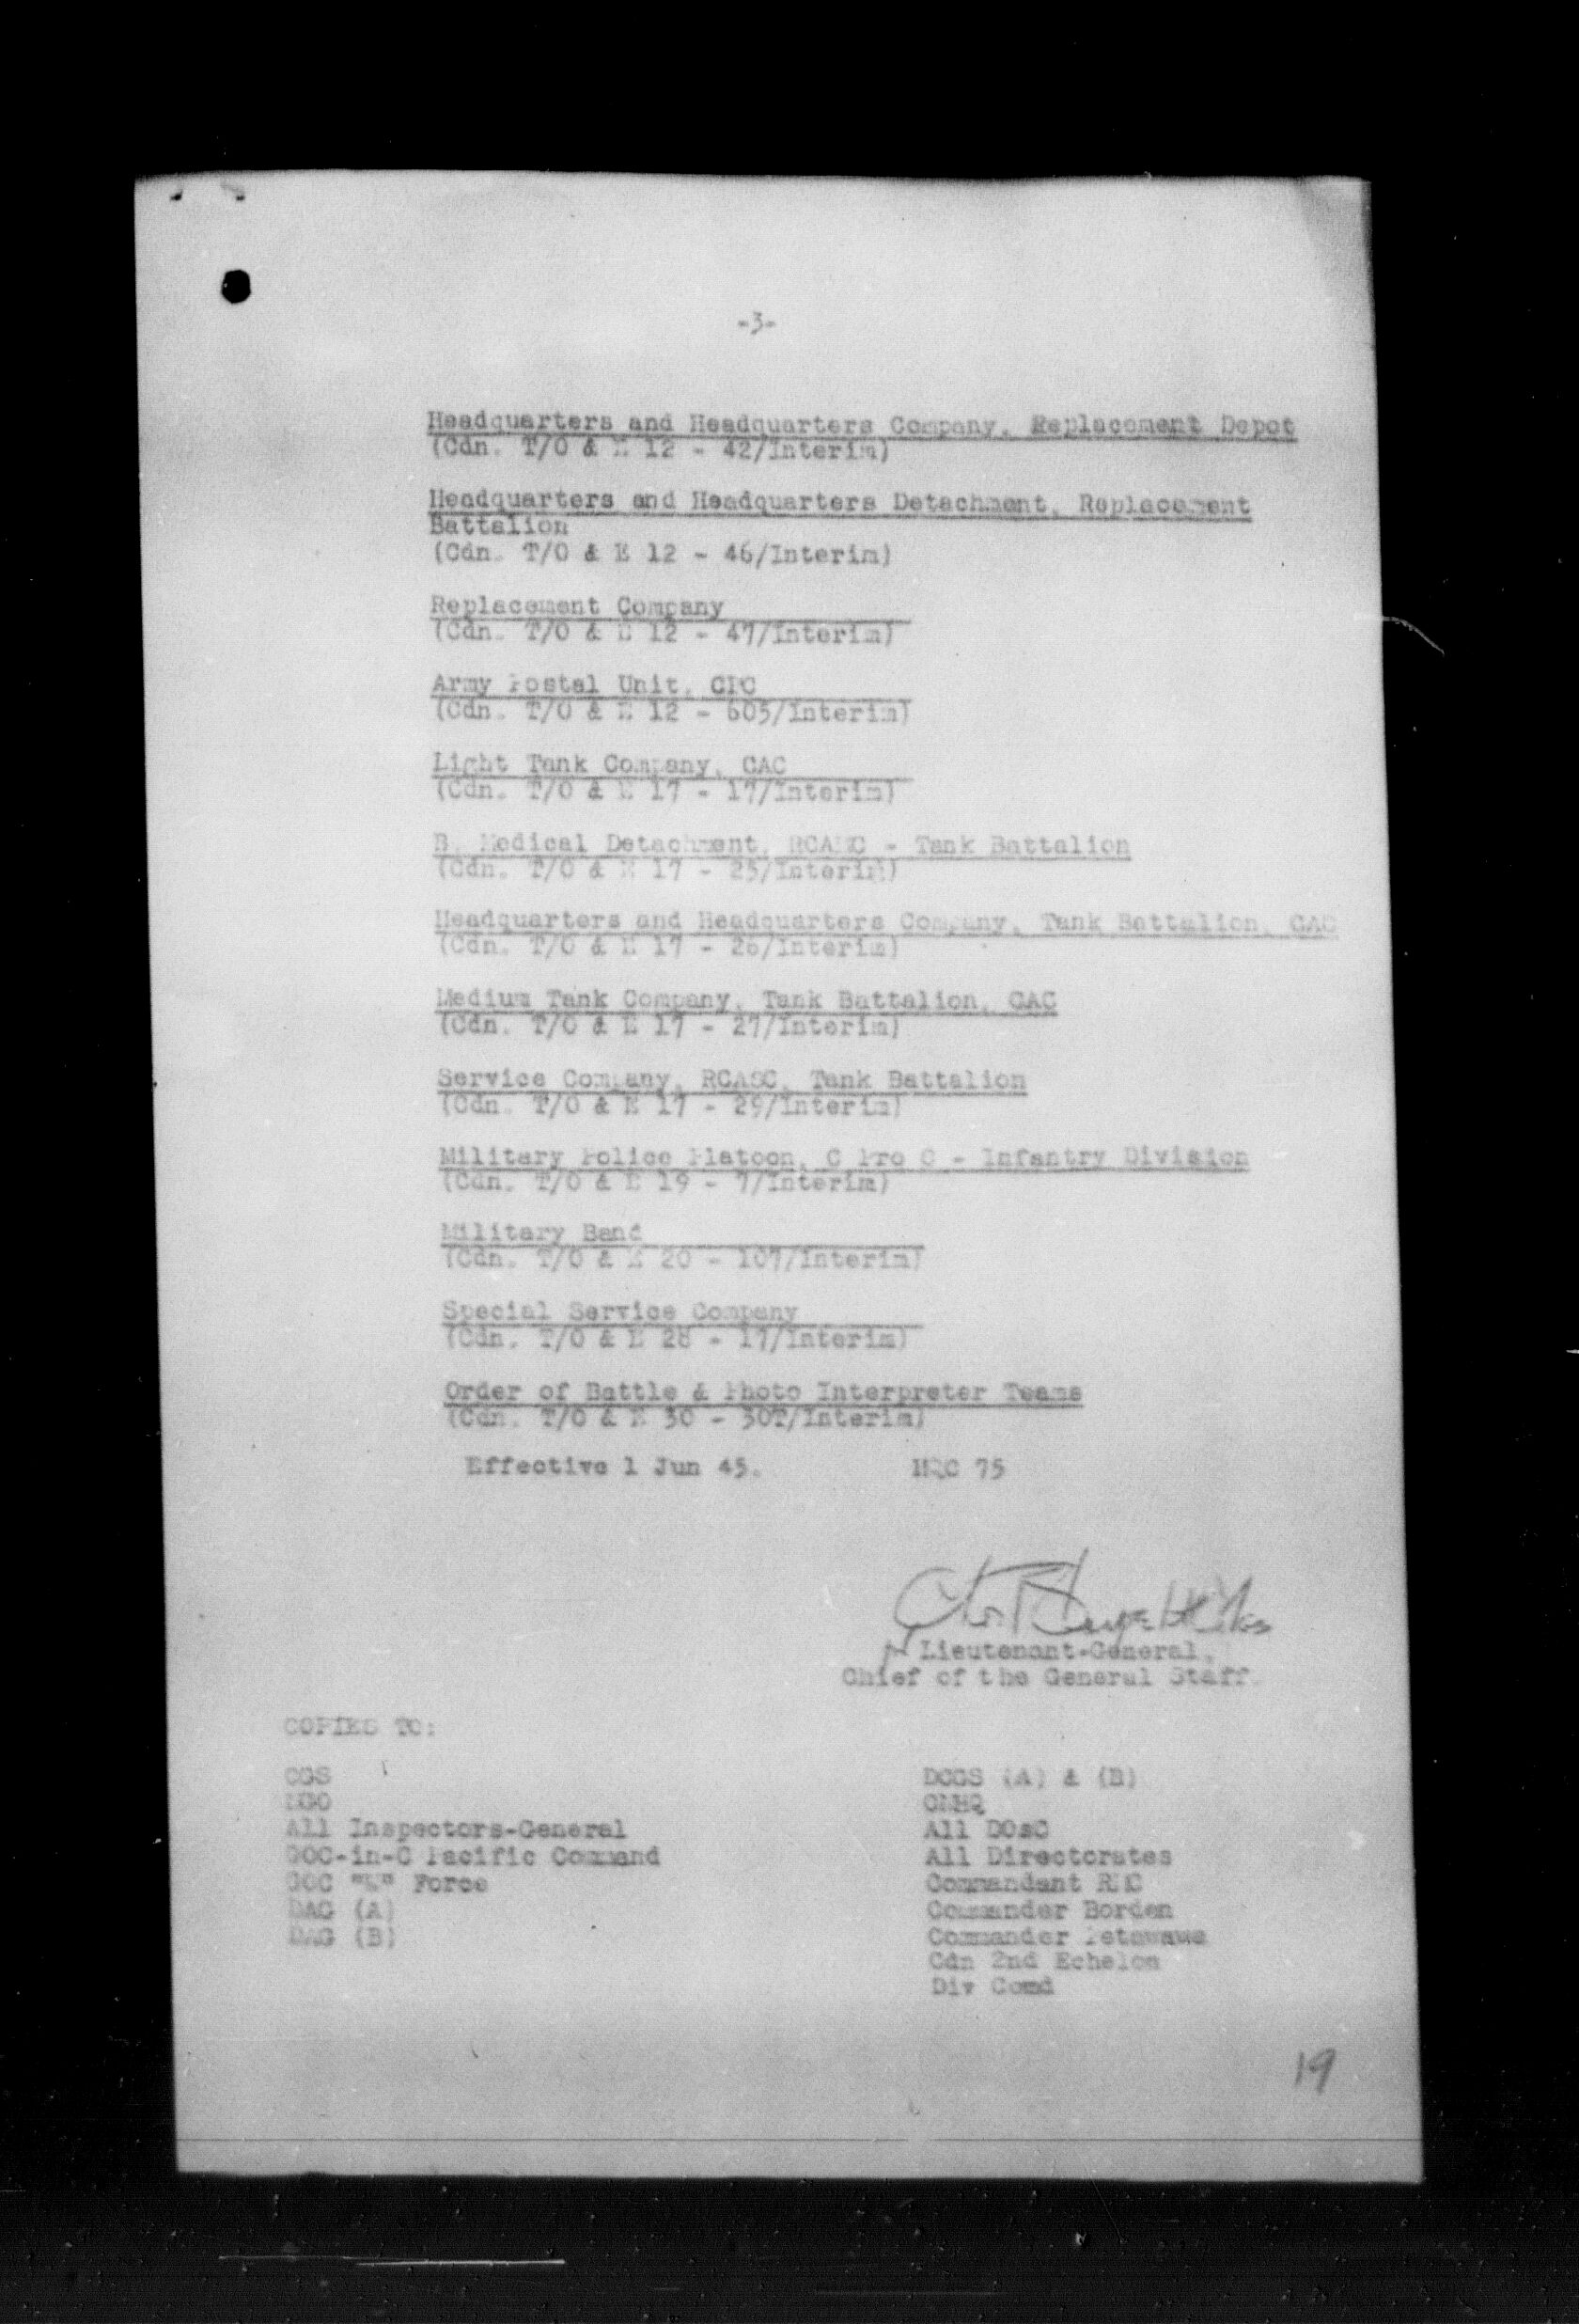 -3-
Headquarters and Headquarters Company, Replacement Depot
(Cdn. T/O & E 12 - 42/Interim)
Headquarters and Headquarters Detachment, Replacement
Battalion
(Cdn. T/O & E 12 - 46/Interim)
Replacement Company
(Cdn. T/O & E 12 - 47/Interim)
Army Postal Unit, CPC
(Cdn. T/O & E 12 - 605/Interim)
Light Tank Company, CAC
(Cdn. T/O & E 17 - 17/Interim)
B. Medical Detachment, RCAMC - Tank Battalion
(Cdn. T/O & E 17 - 25/Interim)
Headquarters and Headquarters Company, Tank Battalion, CAC
(Cdn. T/O & E 17 - 26/Interim)
Medium Tank Company, Tank Battalion, CAC
(Cdn. T/O & E 17 - 27/Interim)
Service Company, RCASC, Tank Battalion
(Cdn. T/O & E 17 - 29/Interim)
Military Police Platoon, C Pro C - Infantry Division
(Cdn. T/O & E 19 - 7/Interim)
Military Band
(Cdn. T/O & E 20 - 107/Interim)
Special Service Company
(Cdn. T/O & E 28 - 17/Interim)
Order of Battle & Photo Interpreter Teams
(Cdn. T/O & E 30 - 30T/Interim)
Effective 1 Jun 45. HQC 75
Lieutenant-General,
Chief of the General Staff.
COPIES TO:
CGS DCGS (A) & (B)
MGO CMHQ
All Inspectors-General All DOsC
GOC-in-C Pacific Command All Directorates
GOC Force Commandant RMC
DAG (A) Commander Borden
DAG (B) Commander Petawawa
Cdn 2nd Echelon
Div Comd
19